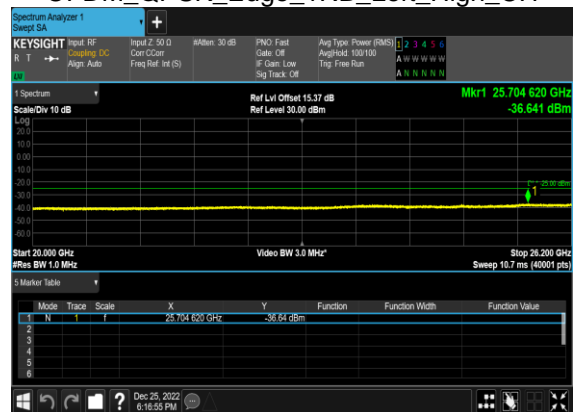 Spectrum Analyzer 1
Swept SA
+
KEYSIGHT Input: RF Input Z: 50 Ω #Atten: 30 dB PNO: Fast Avg Type: Power (RMS) 1 2 3 4 5 6
R T Coupling: DC Corr CCorr Gate: Off Avg|Hold: 100/100 A W W W W W
Align: Auto Freq Ref: Int (S) IF Gain: Low Trig: Free Run
Sig Track: Off A N N N N N
LW
1 Spectrum Ref Lvl Offset 15.37 dB Mkr1 25.704 620 GHz
Scale/Div 10 dB Ref Level 30.00 dBm -36.641 dBm
Log
20.0
10.0
0.00
-10.0
-20.0
-25.00 dBm
-30.0
1
-40.0
-50.0
-60.0
Start 20.000 GHz Video BW 3.0 MHz* Stop 26.200 GHz
#Res BW 1.0 MHz Sweep 10.7 ms (40001 pts)
5 Marker Table
Mode Trace Scale X Y Function Function Width Function Value
1 N 1 f 25.704 620 GHz -36.64 dBm
2
3
4
5
6
? Dec 25, 2022
6:16:55 PM